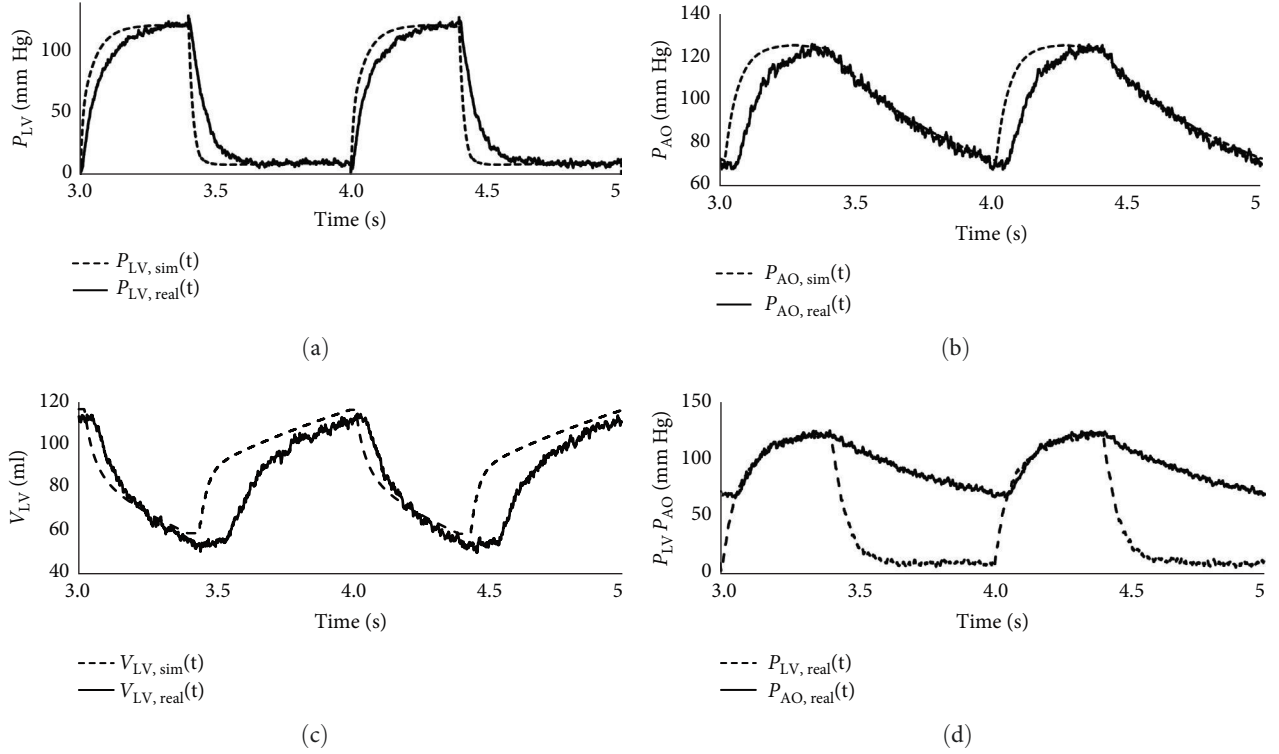 P_LV (mm Hg)
100
50
0
3.0 3.5 4.0 4.5 5
Time (s)
P_LV, sim(t)
P_LV, real(t)
(a)
P_AO (mm Hg)
140
120
100
80
60
3.0 3.5 4.0 4.5 5
Time (s)
P_AO, sim(t)
P_AO, real(t)
(b)
V_LV (ml)
120
100
80
60
40
3.0 3.5 4.0 4.5 5
Time (s)
V_LV, sim(t)
V_LV, real(t)
(c)
P_LV P_AO (mm Hg)
150
100
50
0
3.0 3.5 4.0 4.5 5
Time (s)
P_LV, real(t)
P_AO, real(t)
(d)